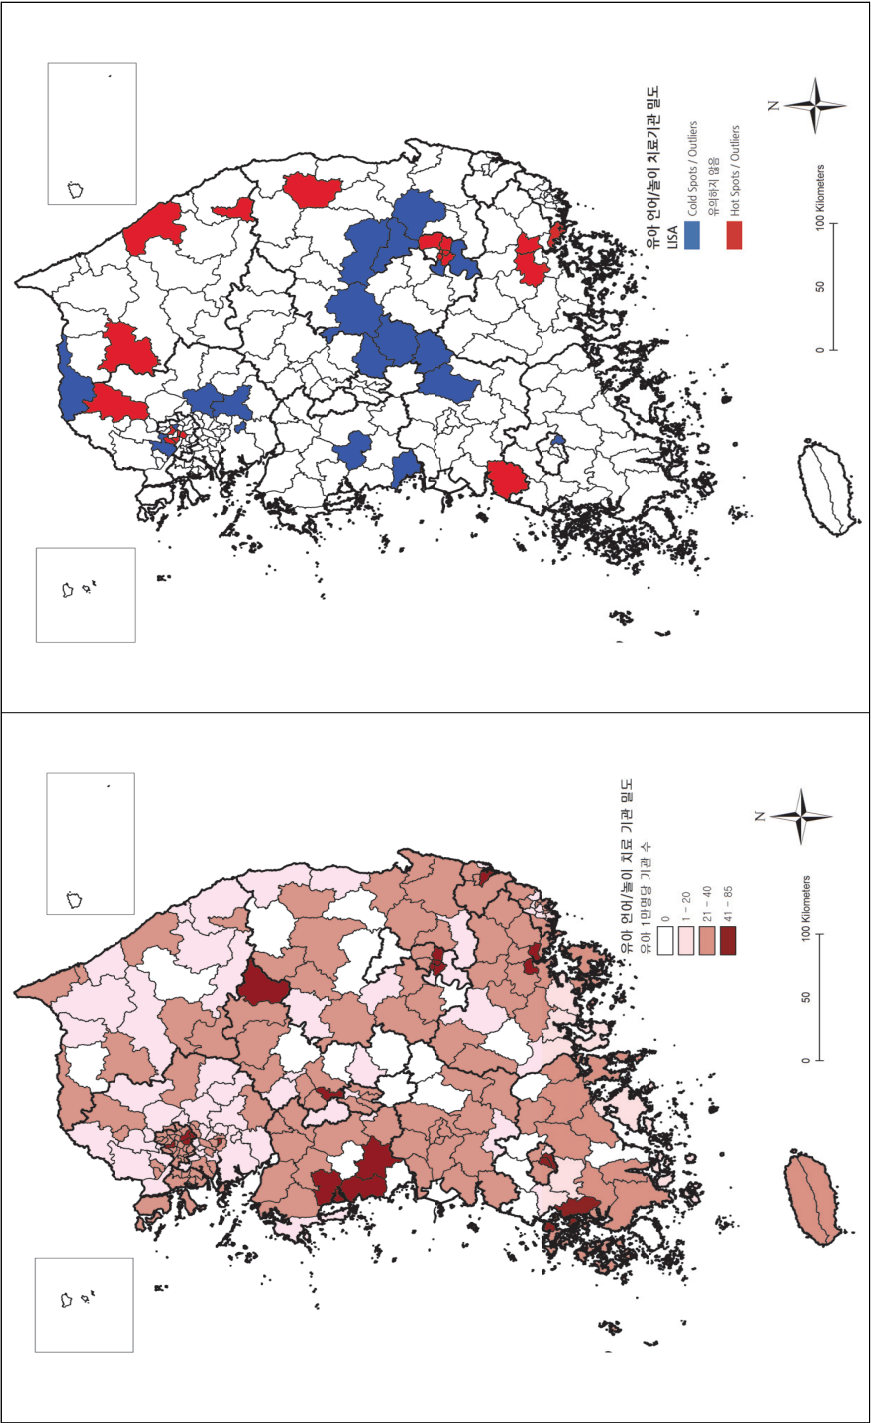 유아 언어/놀이 치료기관 밀도
LISA
Cold Spots / Outliers
유의하지 않음
Hot Spots / Outliers
N
0 50 100 Kilometers
유아 언어/놀이 치료 기관 밀도
유아 1만명당 기관 수
0
1 – 20
21 – 40
41 – 85
N
0 50 100 Kilometers